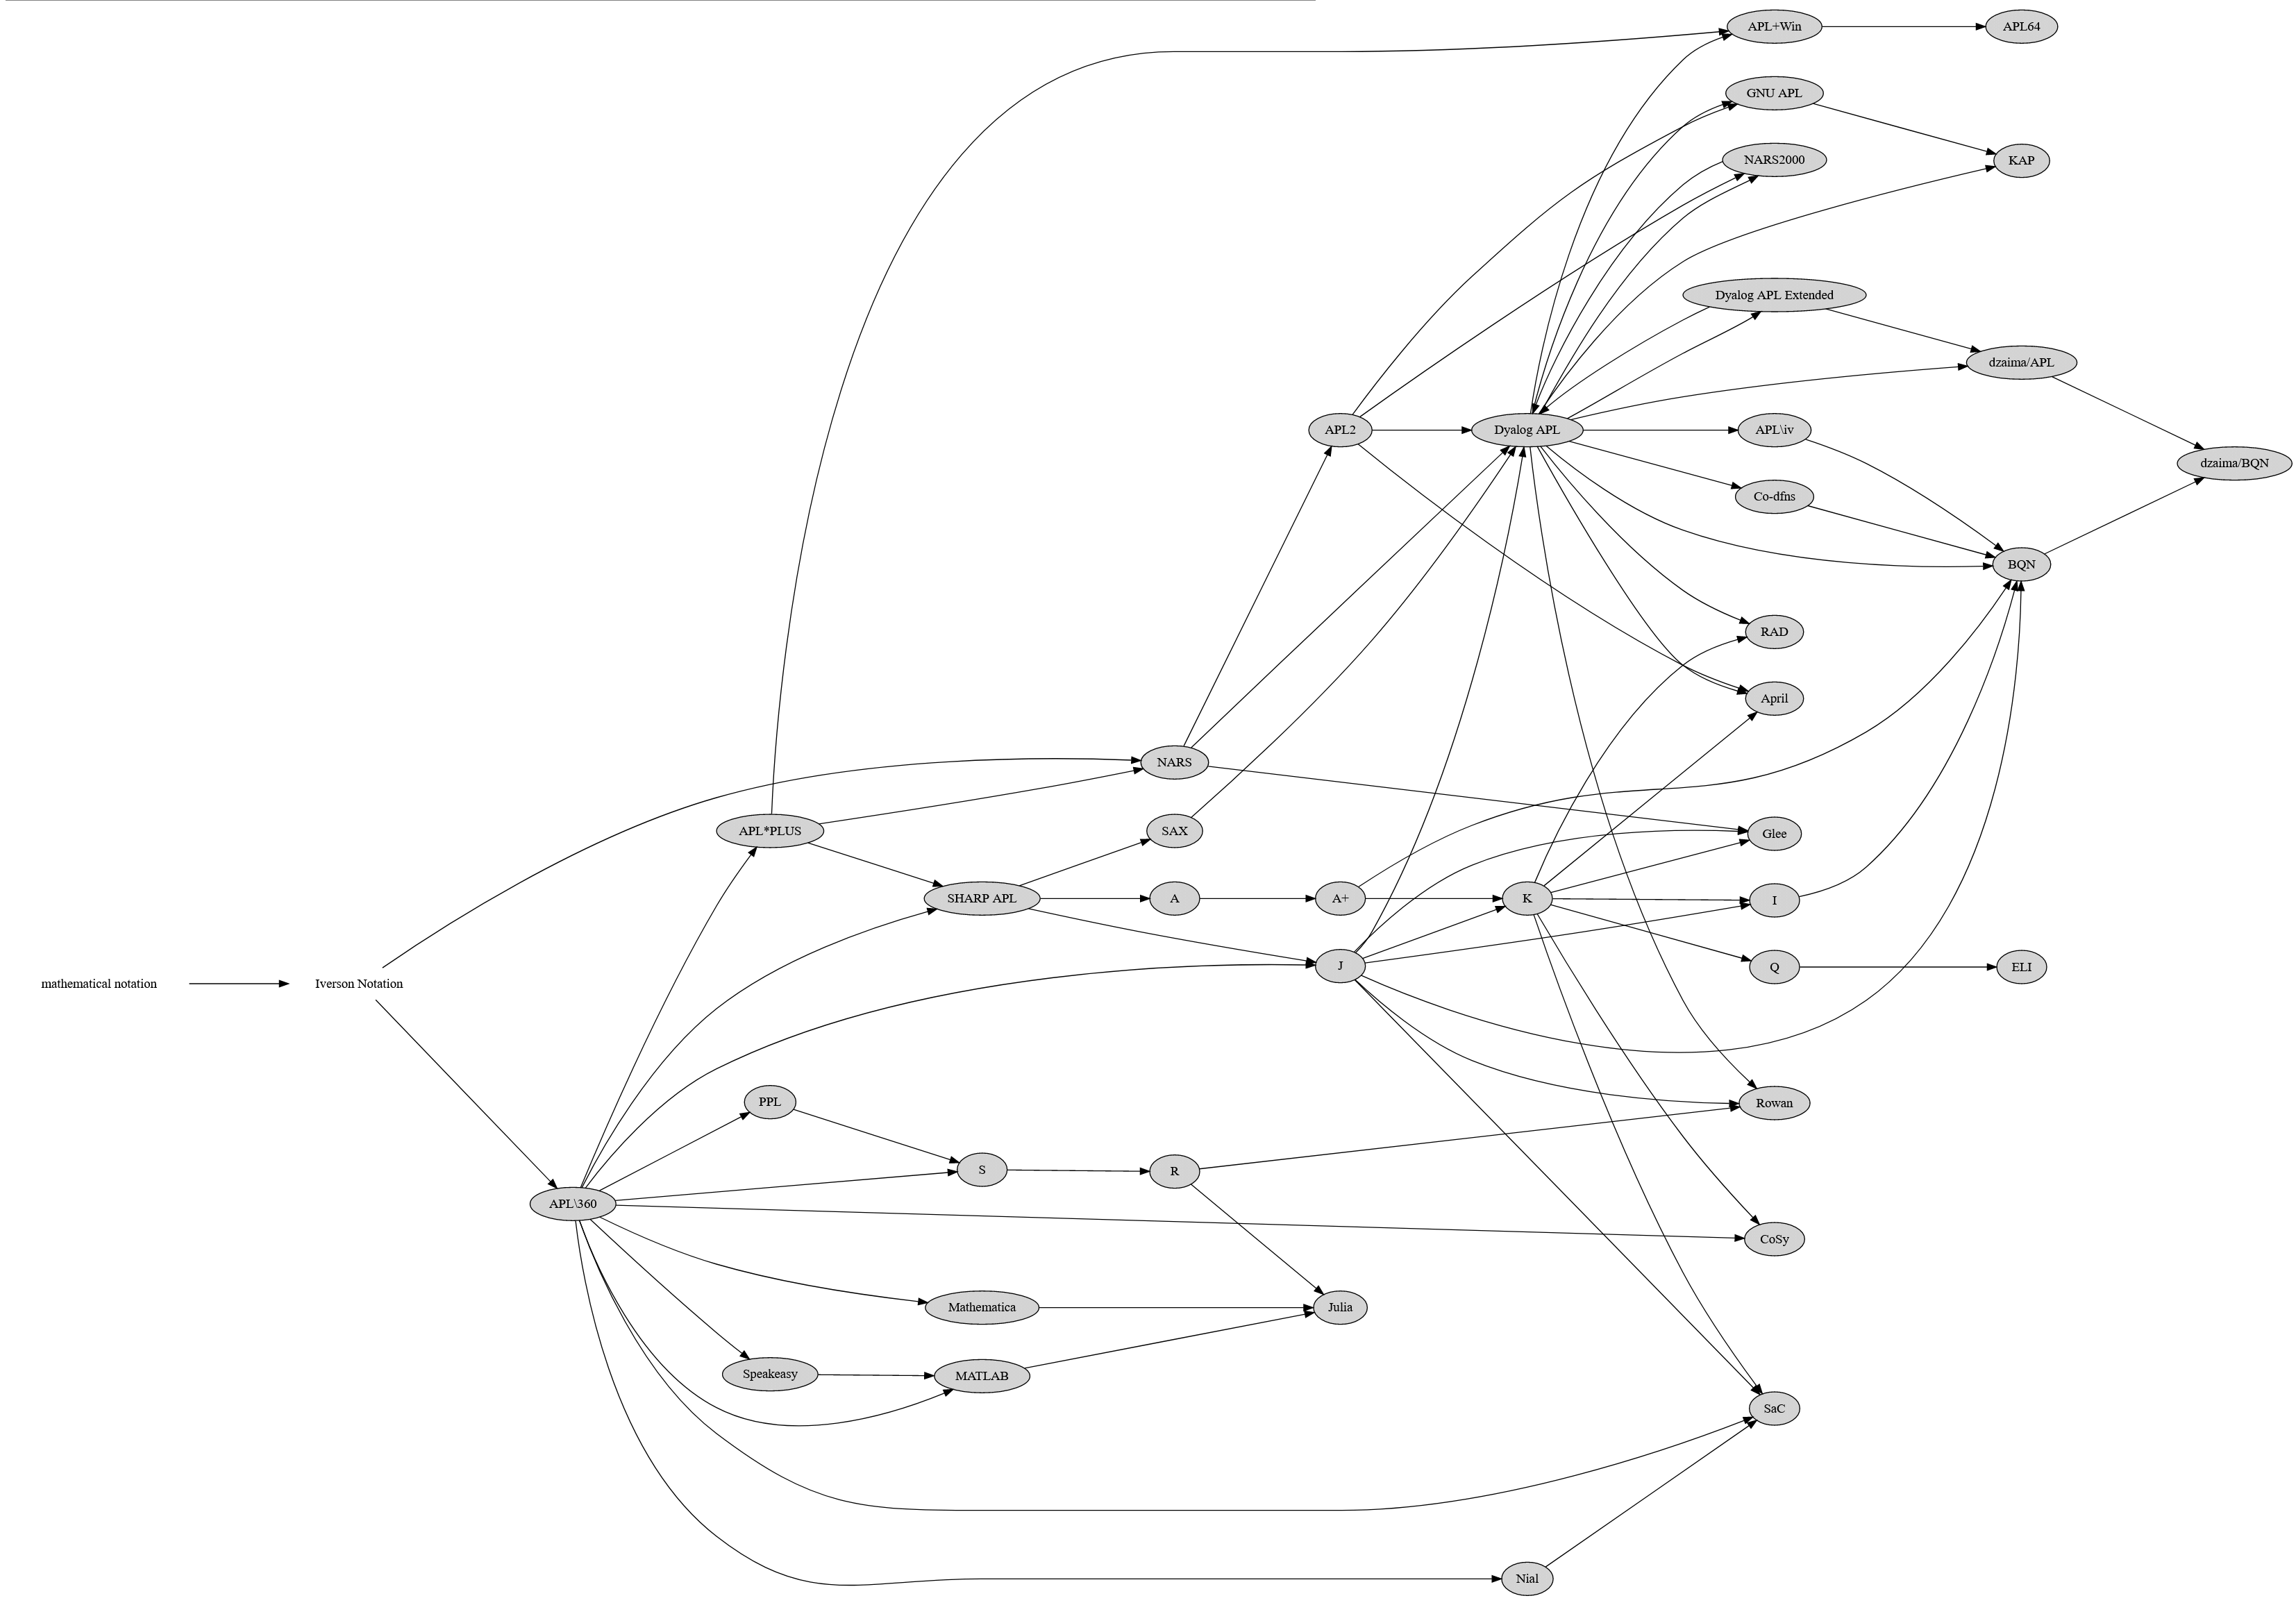 APL+Win
APL64
GNU APL
NARS2000
KAP
Dyalog APL Extended
dzaima/APL
APL2
Dyalog APL
APL\iv
dzaima/BQN
Co-dfns
BQN
RAD
April
NARS
APL*PLUS
SAX
Glee
SHARP APL
A
A+
K
I
J
Q
ELI
mathematical notation
Iverson Notation
PPL
Rowan
S
R
APL\360
CoSy
Mathematica
Julia
Speakeasy
MATLAB
SaC
Nial